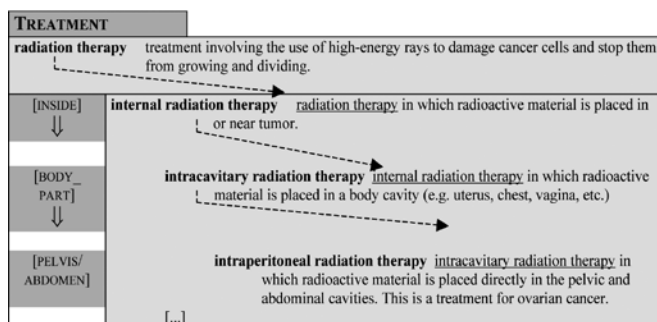 TREATMENT
radiation therapy treatment involving the use of high-energy rays to damage cancer cells and stop them
from growing and dividing.
[INSIDE] internal radiation therapy radiation therapy in which radioactive material is placed in
or near tumor.
[BODY_ intracavitary radiation therapy internal radiation therapy in which radioactive
PART] material is placed in a body cavity (e.g. uterus, chest, vagina, etc.)
[PELVIS/ intraperitoneal radiation therapy intracavitary radiation therapy in
ABDOMEN] which radioactive material is placed directly in the pelvic and
abdominal cavities. This is a treatment for ovarian cancer.
[...]